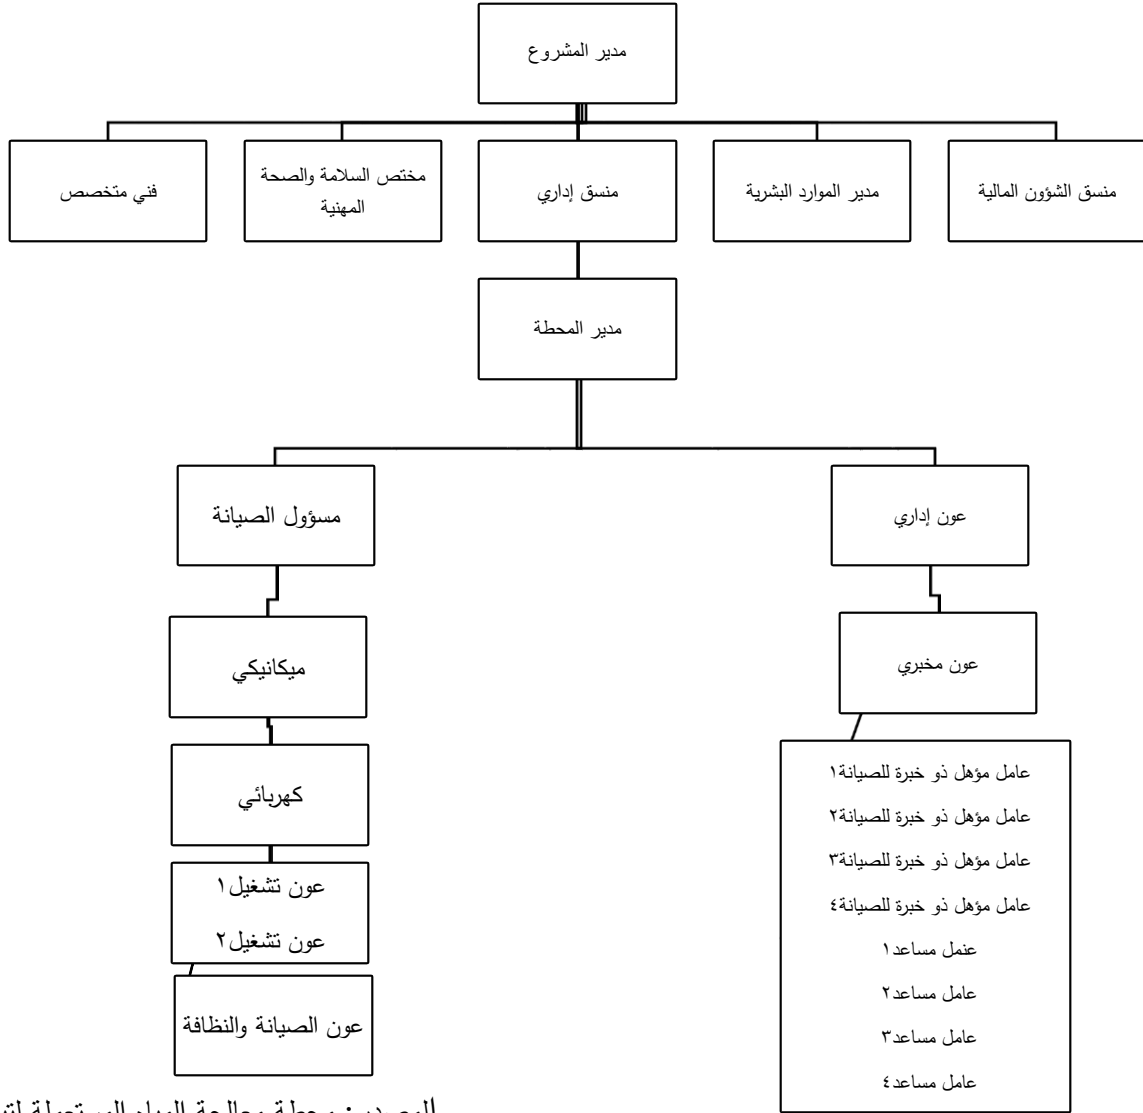 مدير المشروع
منسق الشؤون المالية
مدير الموارد البشرية
منسق إداري
مختص السلامة والصحة
المهنية
فني متخصص
مدير المحطة
عون إداري
مسؤول الصيانة
عون مخبري
ميكانيكي
كهربائي
عامل مؤهل ذو خبرة للصيانة١
عامل مؤهل ذو خبرة للصيانة٢
عامل مؤهل ذو خبرة للصيانة٣
عامل مؤهل ذو خبرة للصيانة٤
عنمل مساعد١
عامل مساعد٢
عامل مساعد٣
عامل مساعد٤
عون تشغيل١
عون تشغيل٢
عون الصيانة والنظافة